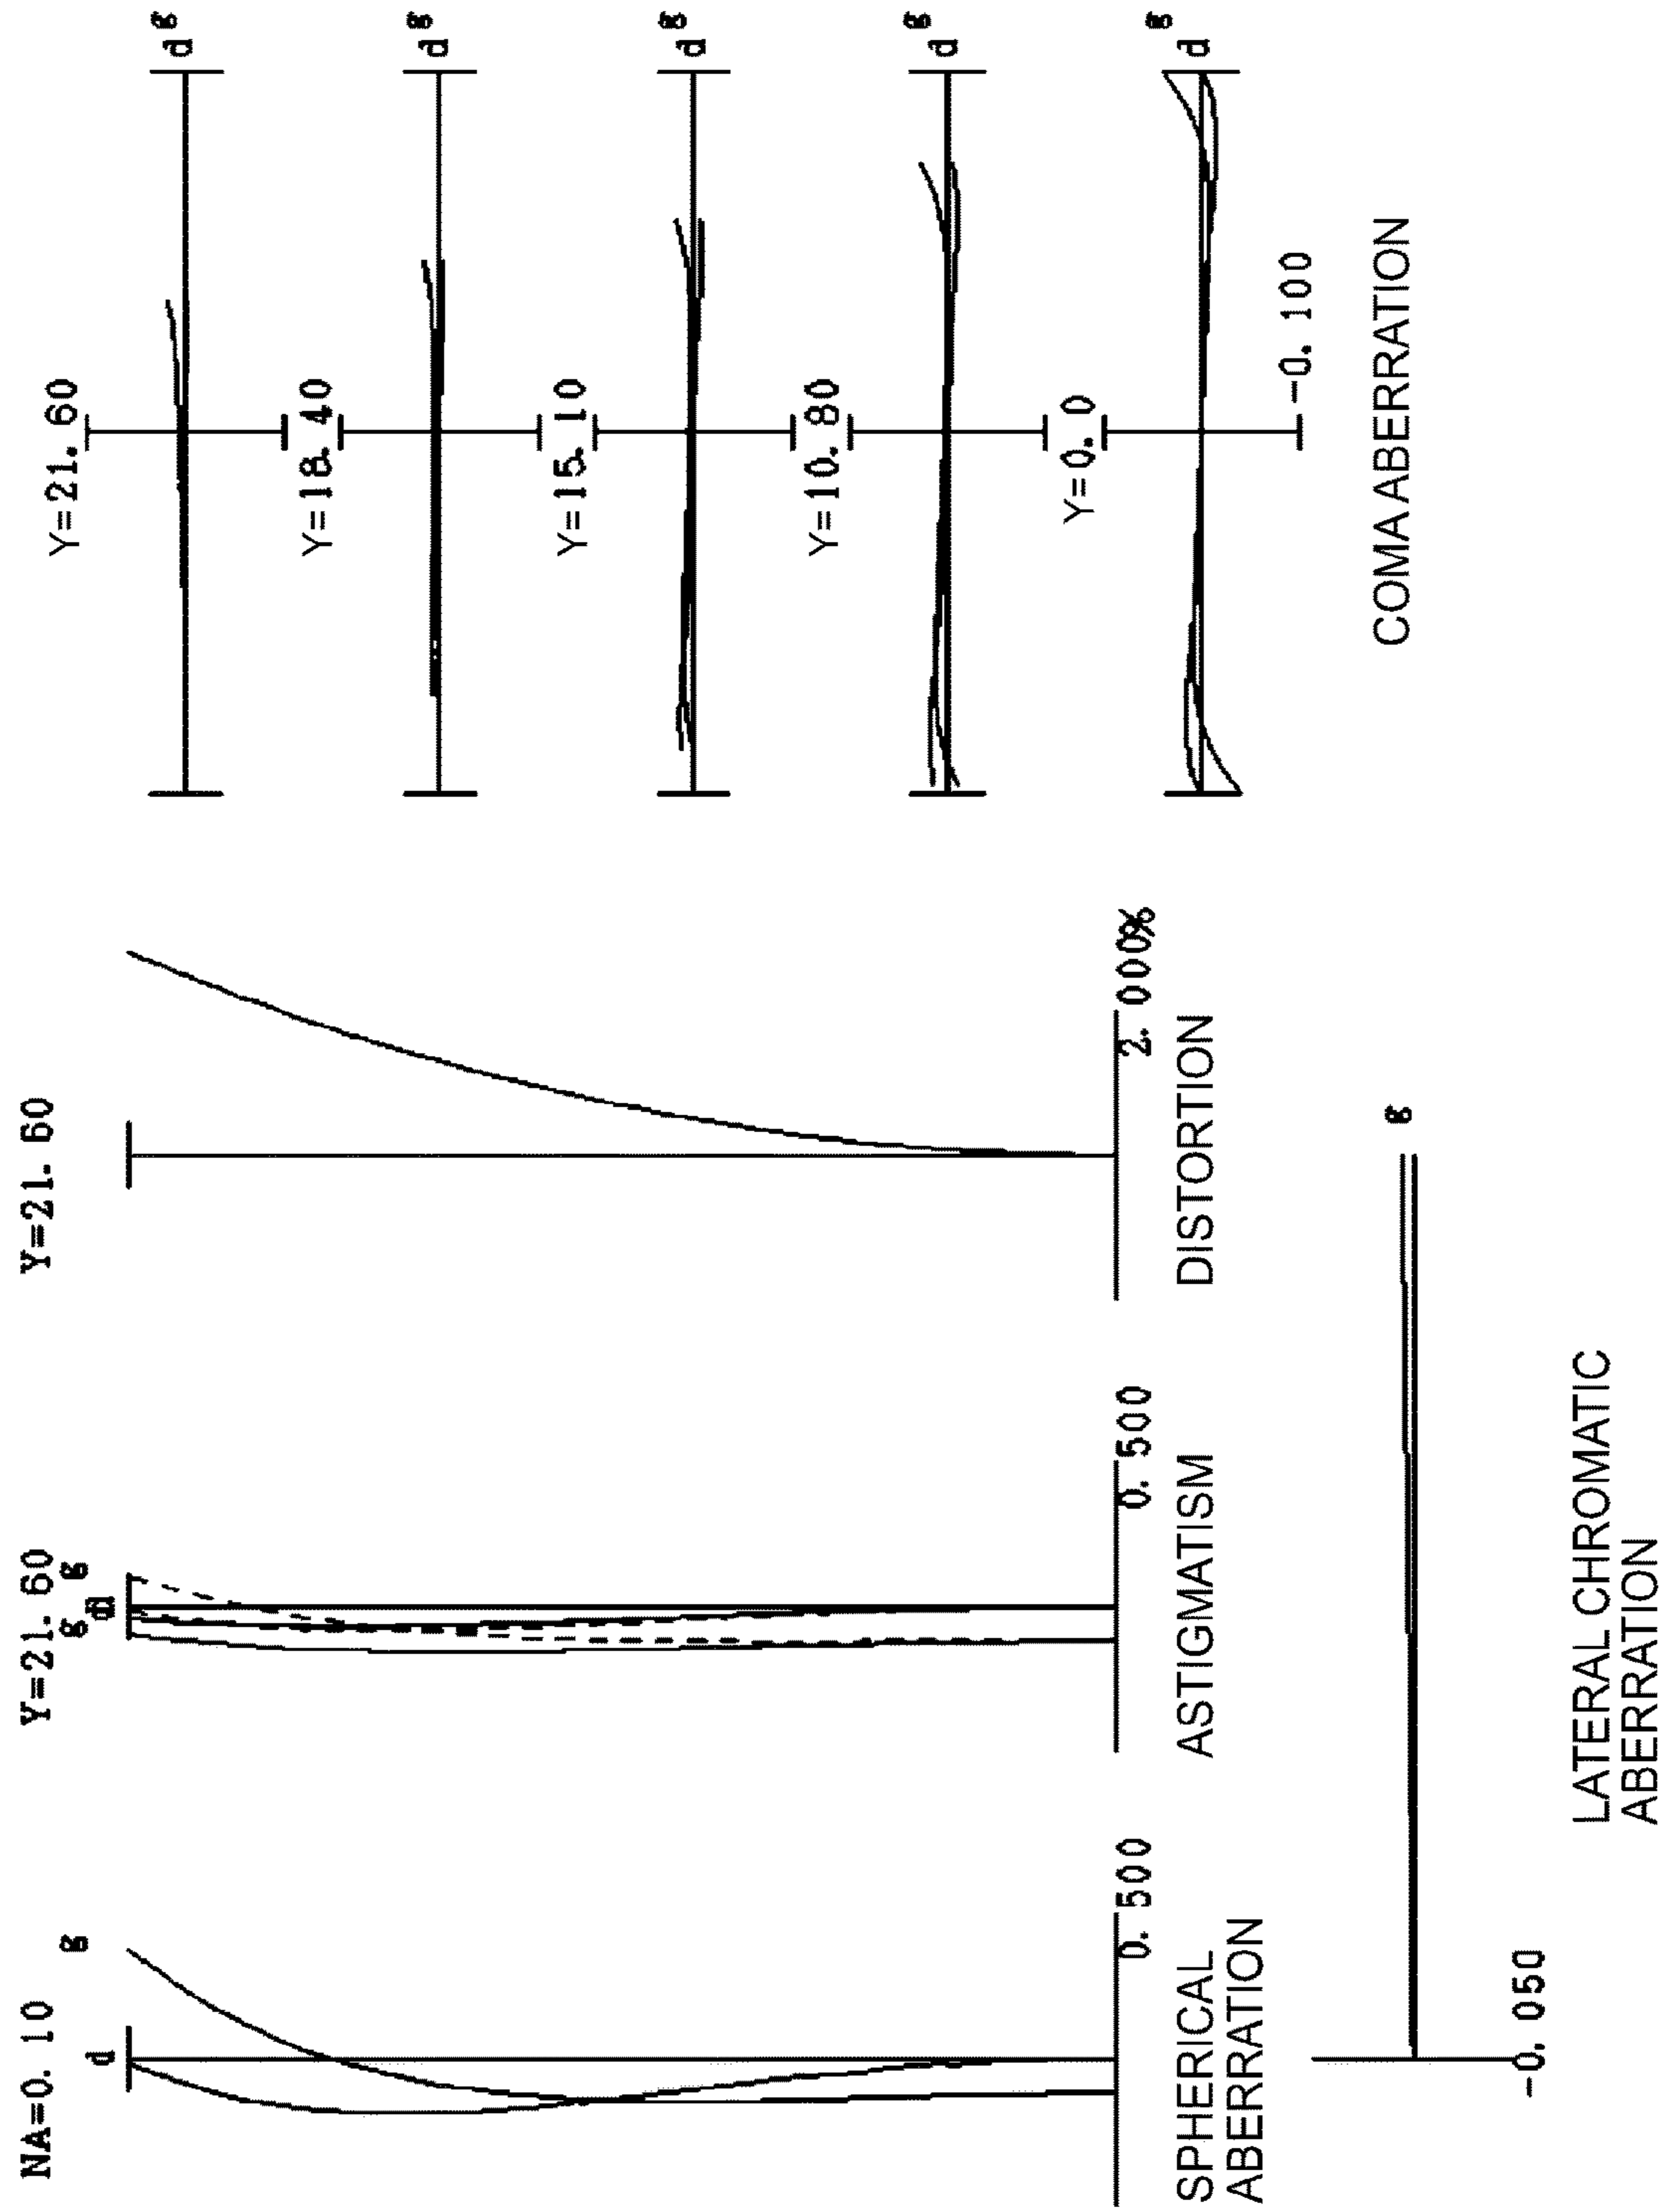 NA=0.10
d
g
0.500
SPHERICAL
ABERRATION
Y=21.60
g
d
d
g
0.500
ASTIGMATISM
Y=21.60
2.000%
DISTORTION
Y=21.60
d
g
Y=18.40
d
g
Y=15.10
d
g
Y=10.80
d
g
Y=0.0
d
g
-0.100
COMA ABERRATION
g
-0.050
LATERAL CHROMATIC
ABERRATION